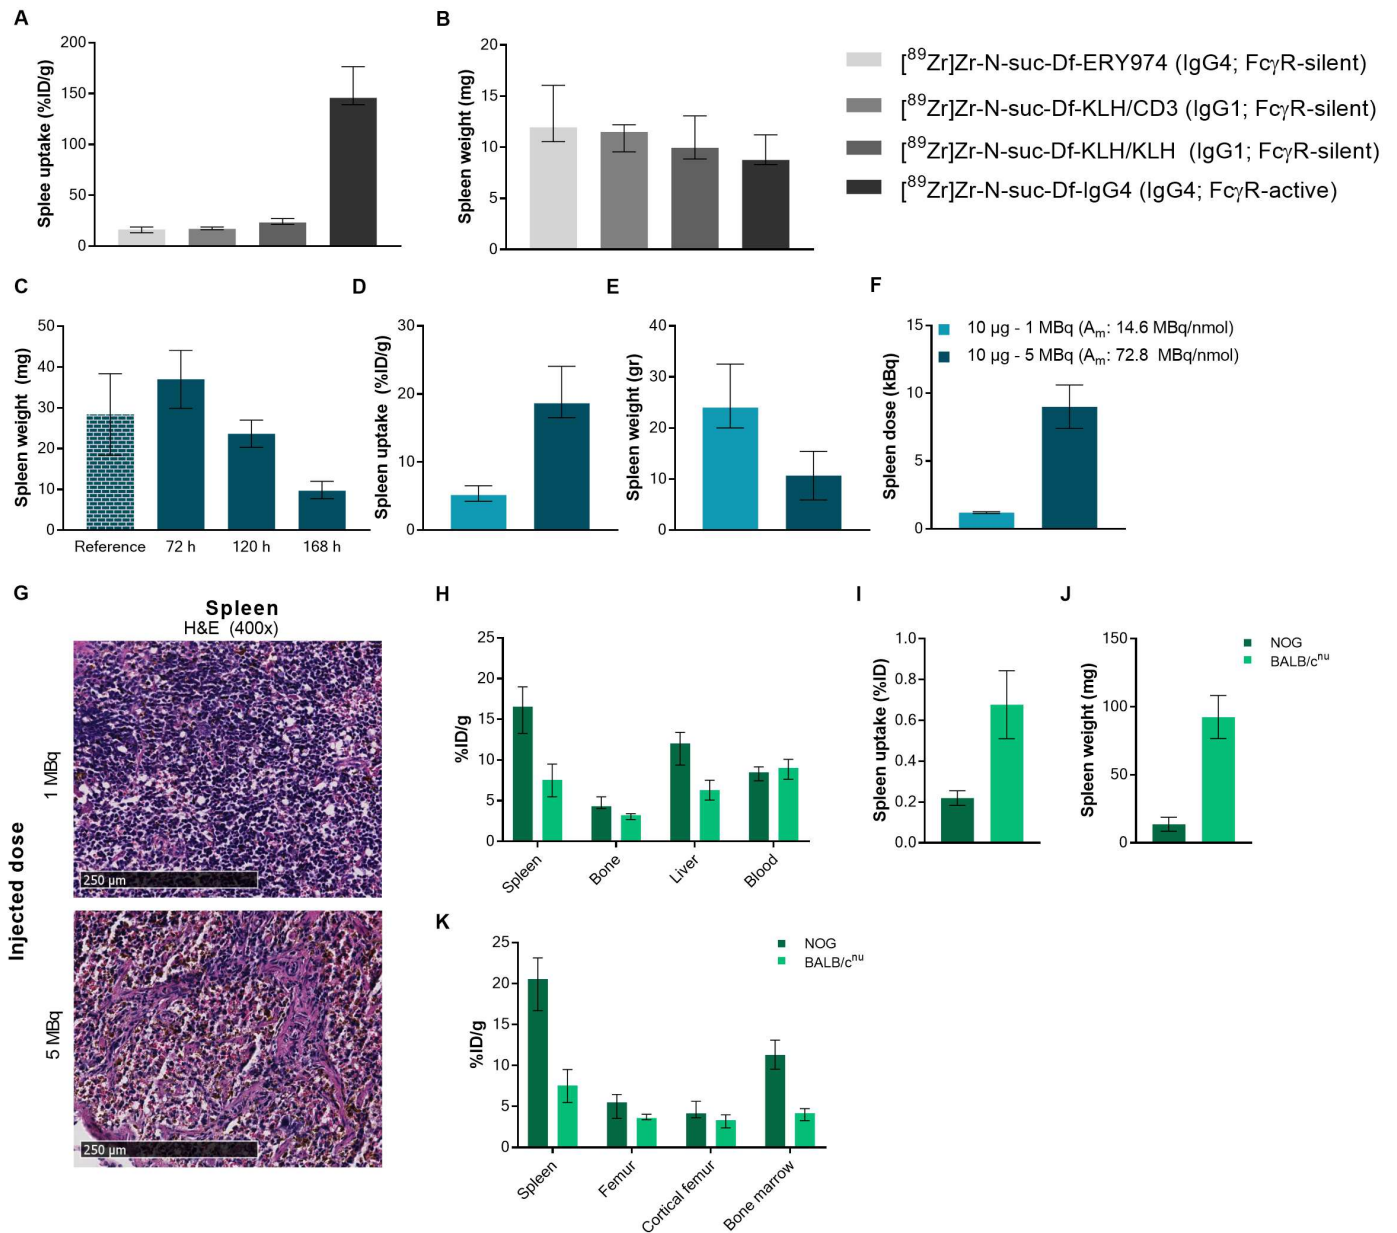 A
Splee uptake (%ID/g)
200
150
100
50
0
B
Spleen weight (mg)
20
15
10
5
0
[⁸⁹Zr]Zr-N-suc-Df-ERY974 (IgG4; FcγR-silent)
[⁸⁹Zr]Zr-N-suc-Df-KLH/CD3 (IgG1; FcγR-silent)
[⁸⁹Zr]Zr-N-suc-Df-KLH/KLH (IgG1; FcγR-silent)
[⁸⁹Zr]Zr-N-suc-Df-IgG4 (IgG4; FcγR-active)
C
Spleen weight (mg)
50
40
30
20
10
0
Reference 72 h 120 h 168 h
D
Spleen uptake (%ID/g)
30
20
10
0
E
Spleen weight (gr)
40
30
20
10
0
F
Spleen dose (kBq)
15
10
5
0
10 µg - 1 MBq (Aₘ: 14.6 MBq/nmol)
10 µg - 5 MBq (Aₘ: 72.8 MBq/nmol)
G
Spleen
H&E (400x)
Injected dose
1 MBq
250 µm
5 MBq
250 µm
H
%ID/g
25
20
15
10
5
0
Spleen Bone Liver Blood
I
Spleen uptake (%ID)
1.0
0.8
0.6
0.4
0.2
0.0
J
Spleen weight (mg)
150
100
50
0
NOG
BALB/cⁿᵘ
K
%ID/g
25
20
15
10
5
0
Spleen Femur Cortical femur Bone marrow
NOG
BALB/cⁿᵘ